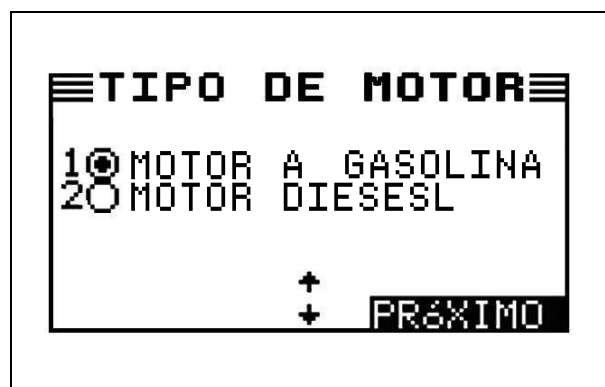 TIPO DE MOTOR
1 MOTOR A GASOLINA
2 MOTOR DIESESL
PRóXIMO